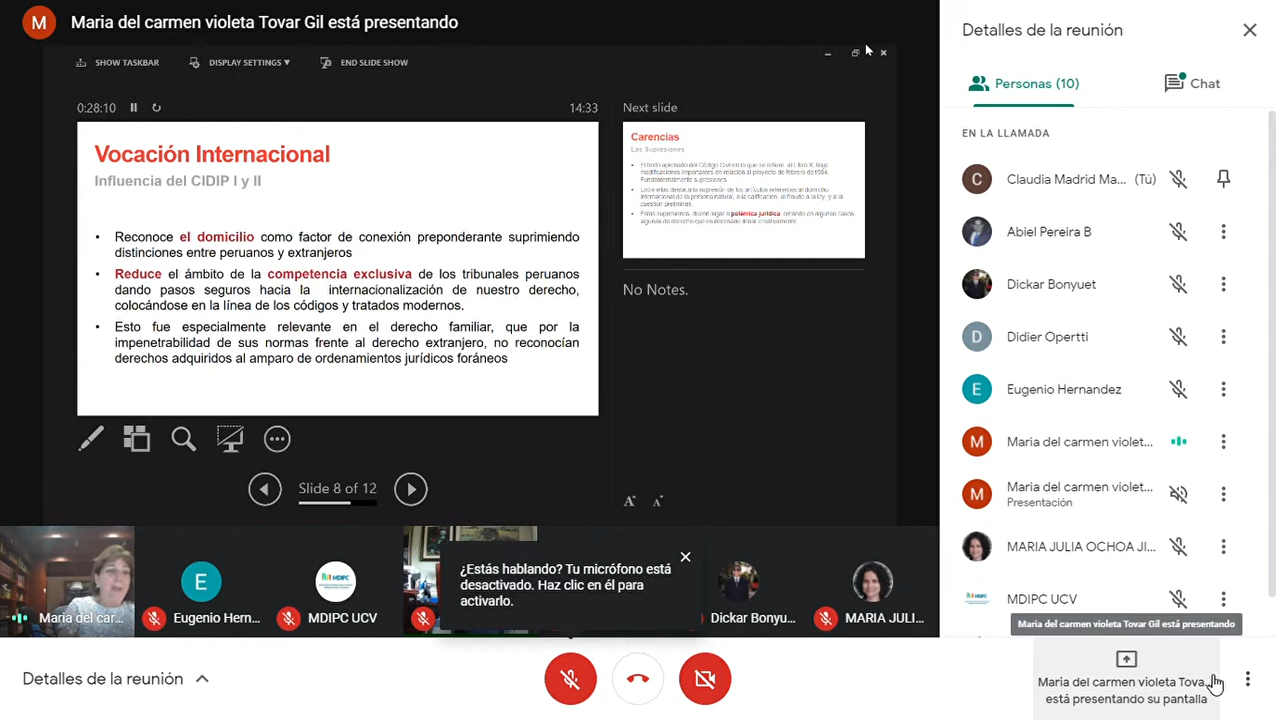 M
Maria del carmen violeta Tovar Gil está presentando
SHOW TASKBAR
DISPLAY SETTINGS ▼
END SLIDE SHOW
0:28:10
14:33
Vocación Internacional
Influencia del CIDIP I y II
• Reconoce el domicilio como factor de conexión preponderante suprimiendo
distinciones entre peruanos y extranjeros
• Reduce el ámbito de la competencia exclusiva de los tribunales peruanos
dando pasos seguros hacia la internacionalización de nuestro derecho,
colocándose en la línea de los códigos y tratados modernos.
• Esto fue especialmente relevante en el derecho familiar, que por la
impenetrabilidad de sus normas frente al derecho extranjero, no reconocían
derechos adquiridos al amparo de ordenamientos jurídicos foráneos
Slide 8 of 12
Next slide
Carencias
Las Supresiones
polémica jurídica
No Notes.
A A
Maria del car...
E
Eugenio Hern...
MDIPC
MDIPC UCV
¿Estás hablando? Tu micrófono está
desactivado. Haz clic en él para
activarlo.
Dickar Bonyu...
MARIA JULI...
Detalles de la reunión
Personas (10)
Chat
EN LA LLAMADA
C
Claudia Madrid Ma... (Tú)
Abiel Pereira B
Dickar Bonyuet
D
Didier Opertti
E
Eugenio Hernandez
M
Maria del carmen violet...
M
Maria del carmen violet...
Presentación
MARIA JULIA OCHOA JI...
MDIPC UCV
Maria del carmen violeta Tovar Gil está presentando
Detalles de la reunión
Maria del carmen violeta Tova...
está presentando su pantalla